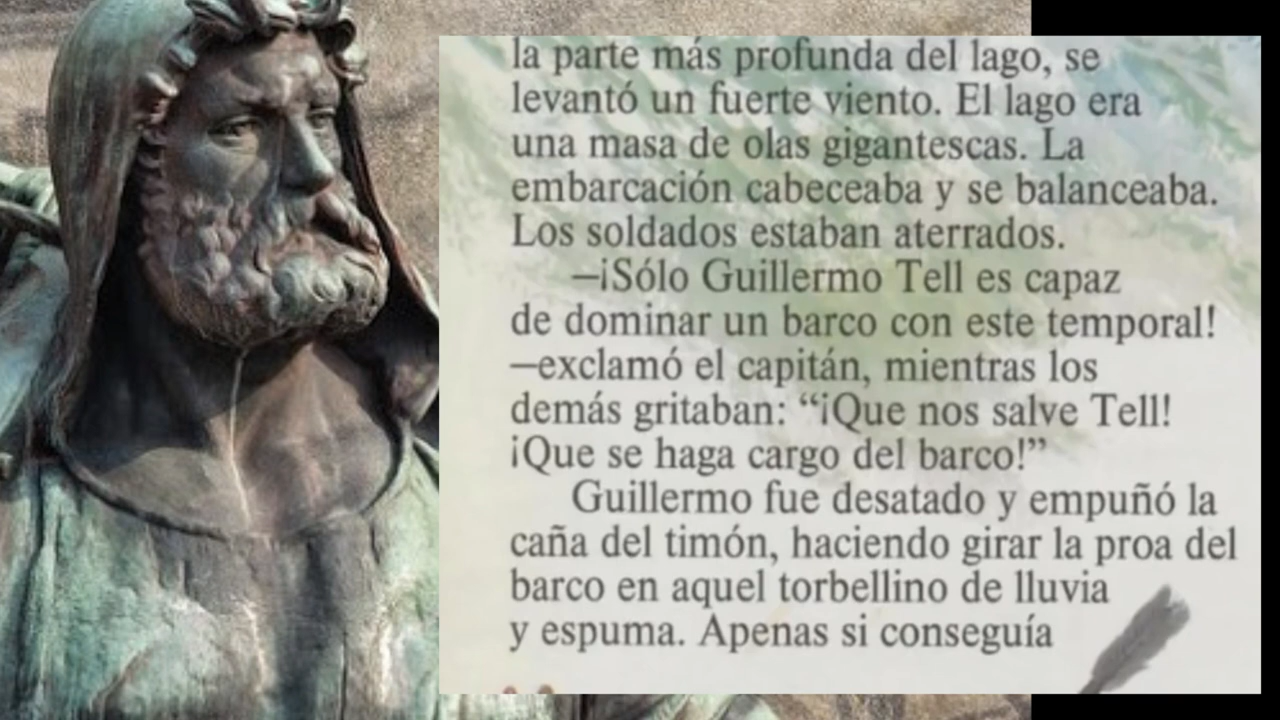 la parte más profunda del lago, se
levantó un fuerte viento. El lago era
una masa de olas gigantescas. La
embarcación cabeceaba y se balanceaba.
Los soldados estaban aterrados.
—¡Sólo Guillermo Tell es capaz
de dominar un barco con este temporal!
—exclamó el capitán, mientras los
demás gritaban: “¡Que nos salve Tell!
¡Que se haga cargo del barco!”
Guillermo fue desatado y empuñó la
caña del timón, haciendo girar la proa del
barco en aquel torbellino de lluvia
y espuma. Apenas si conseguía